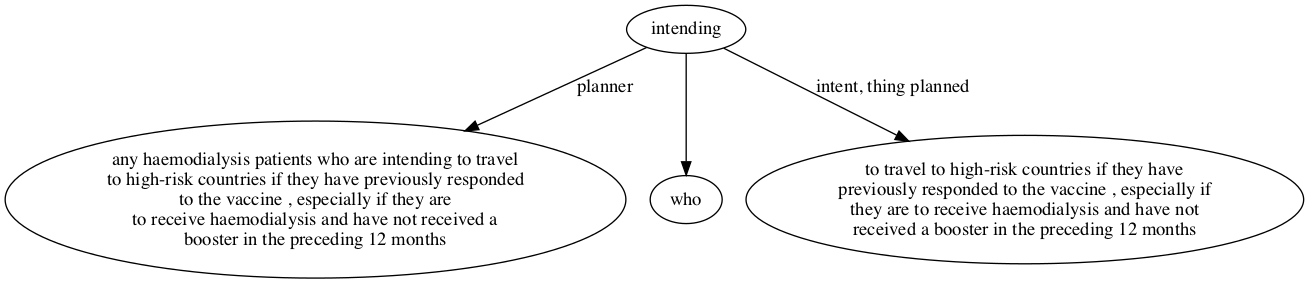 intending
planner
intent, thing planned
any haemodialysis patients who are intending to travel
to high-risk countries if they have previously responded
to the vaccine , especially if they are
to receive haemodialysis and have not received a
booster in the preceding 12 months
who
to travel to high-risk countries if they have
previously responded to the vaccine , especially if
they are to receive haemodialysis and have not
received a booster in the preceding 12 months